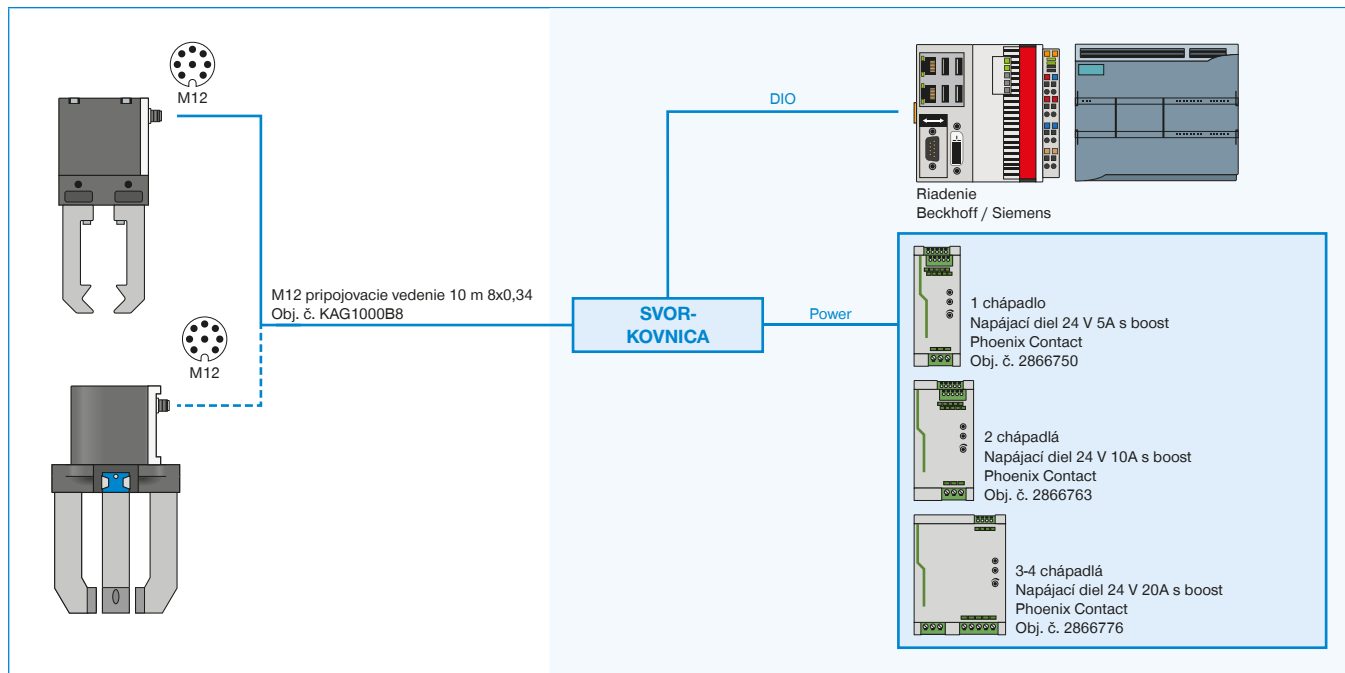 M12
M12
M12 pripojovacie vedenie 10 m 8x0,34
Obj. č. KAG1000B8
SVOR-
KOVNICA
DIO
Power
Riadenie
Beckhoff / Siemens
1 chápadlo
Napájací diel 24 V 5A s boost
Phoenix Contact
Obj. č. 2866750
2 chápadlá
Napájací diel 24 V 10A s boost
Phoenix Contact
Obj. č. 2866763
3-4 chápadlá
Napájací diel 24 V 20A s boost
Phoenix Contact
Obj. č. 2866776